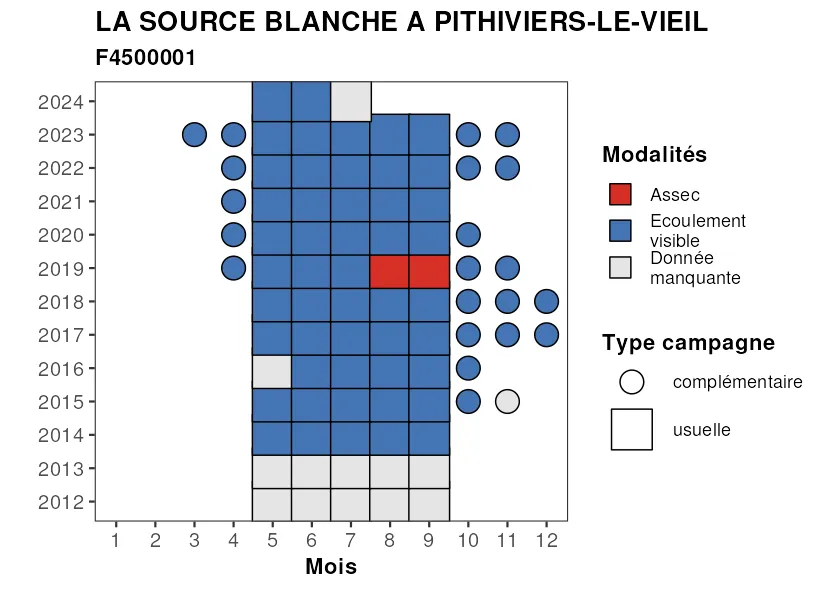 LA SOURCE BLANCHE A PITHIVIERS-LE-VIEIL
F4500001
2024
2023
2022
2021
2020
2019
2018
2017
2016
2015
2014
2013
2012
1 2 3 4 5 6 7 8 9 10 11 12
Mois
Modalités
Assec
Ecoulement
visible
Donnée
manquante
Type campagne
complémentaire
usuelle